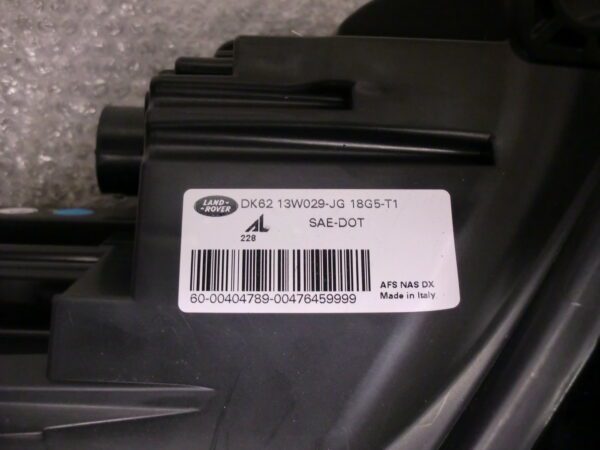 LAND-
ROVER
DK62 13W029-JG 18G5-T1
AL
SAE-DOT
228
60-00404789-00476459999
AFS NAS DX
Made in Italy